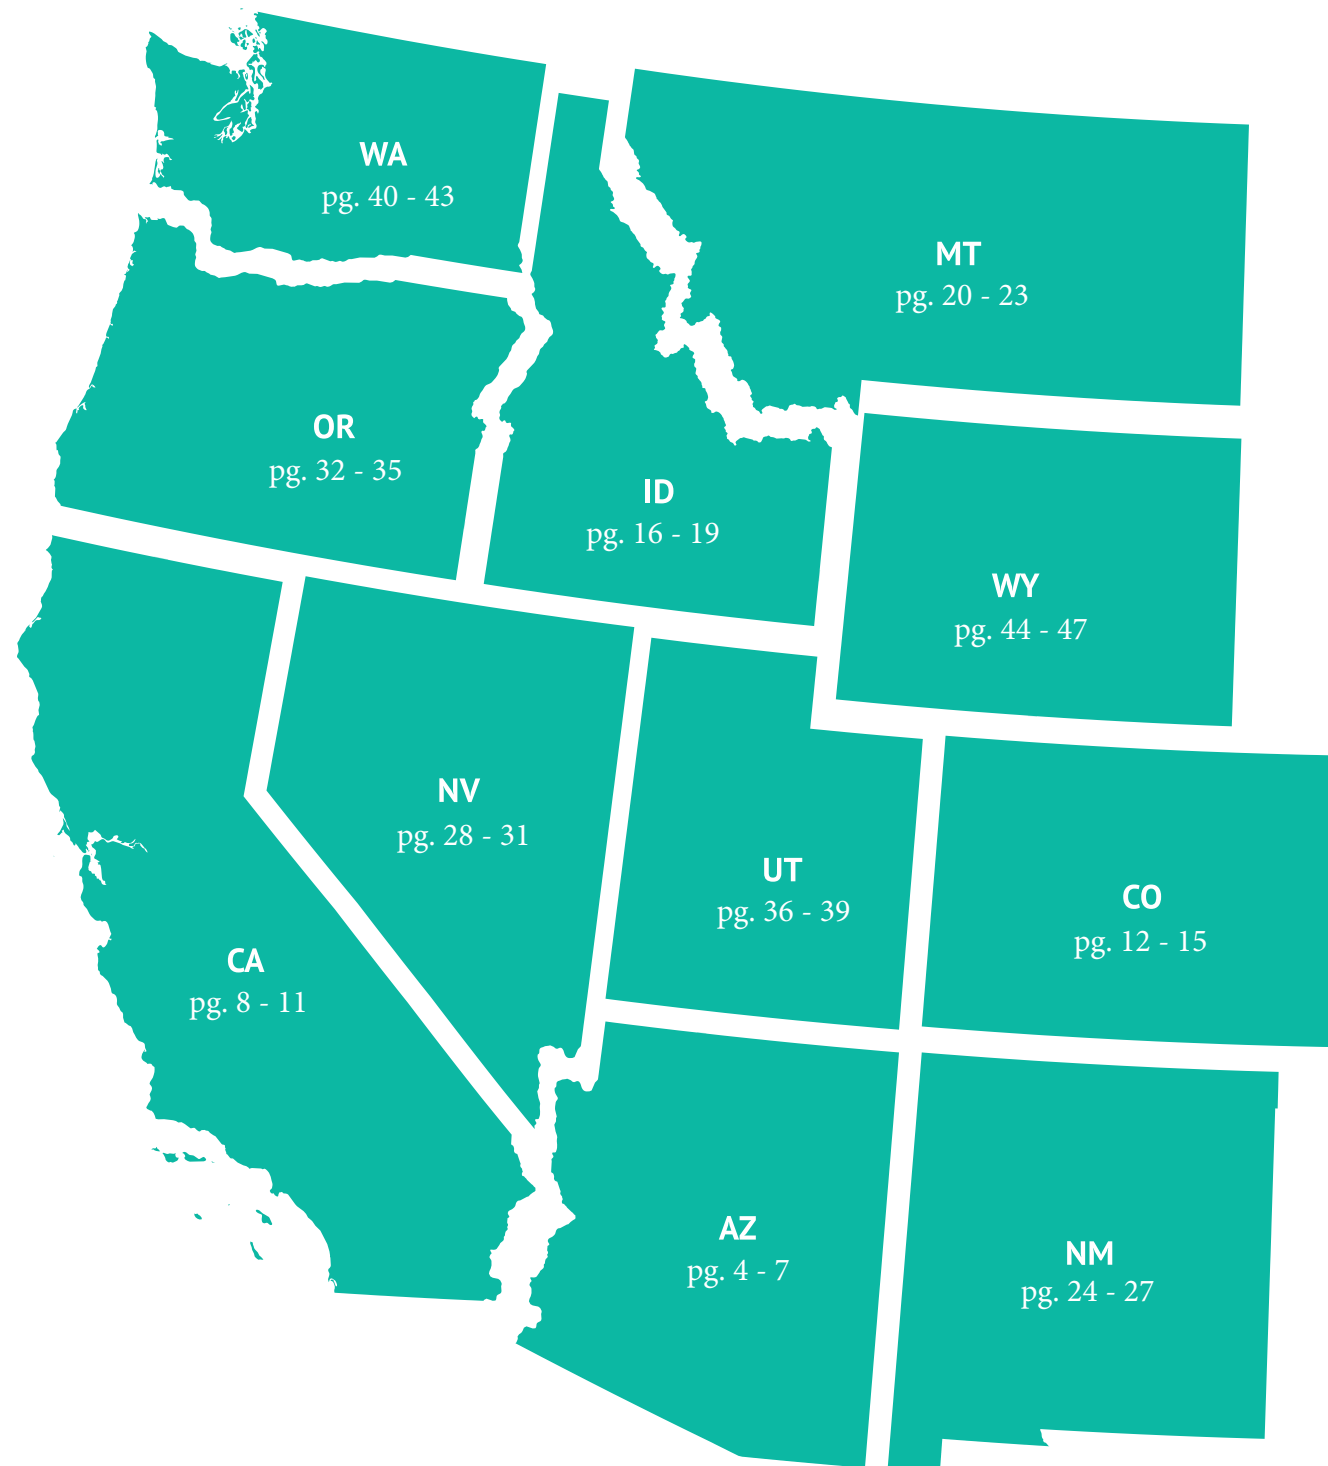 WA
pg. 40 - 43
MT
pg. 20 - 23
OR
pg. 32 - 35
ID
pg. 16 - 19
WY
pg. 44 - 47
NV
pg. 28 - 31
UT
pg. 36 - 39
CO
pg. 12 - 15
CA
pg. 8 - 11
AZ
pg. 4 - 7
NM
pg. 24 - 27